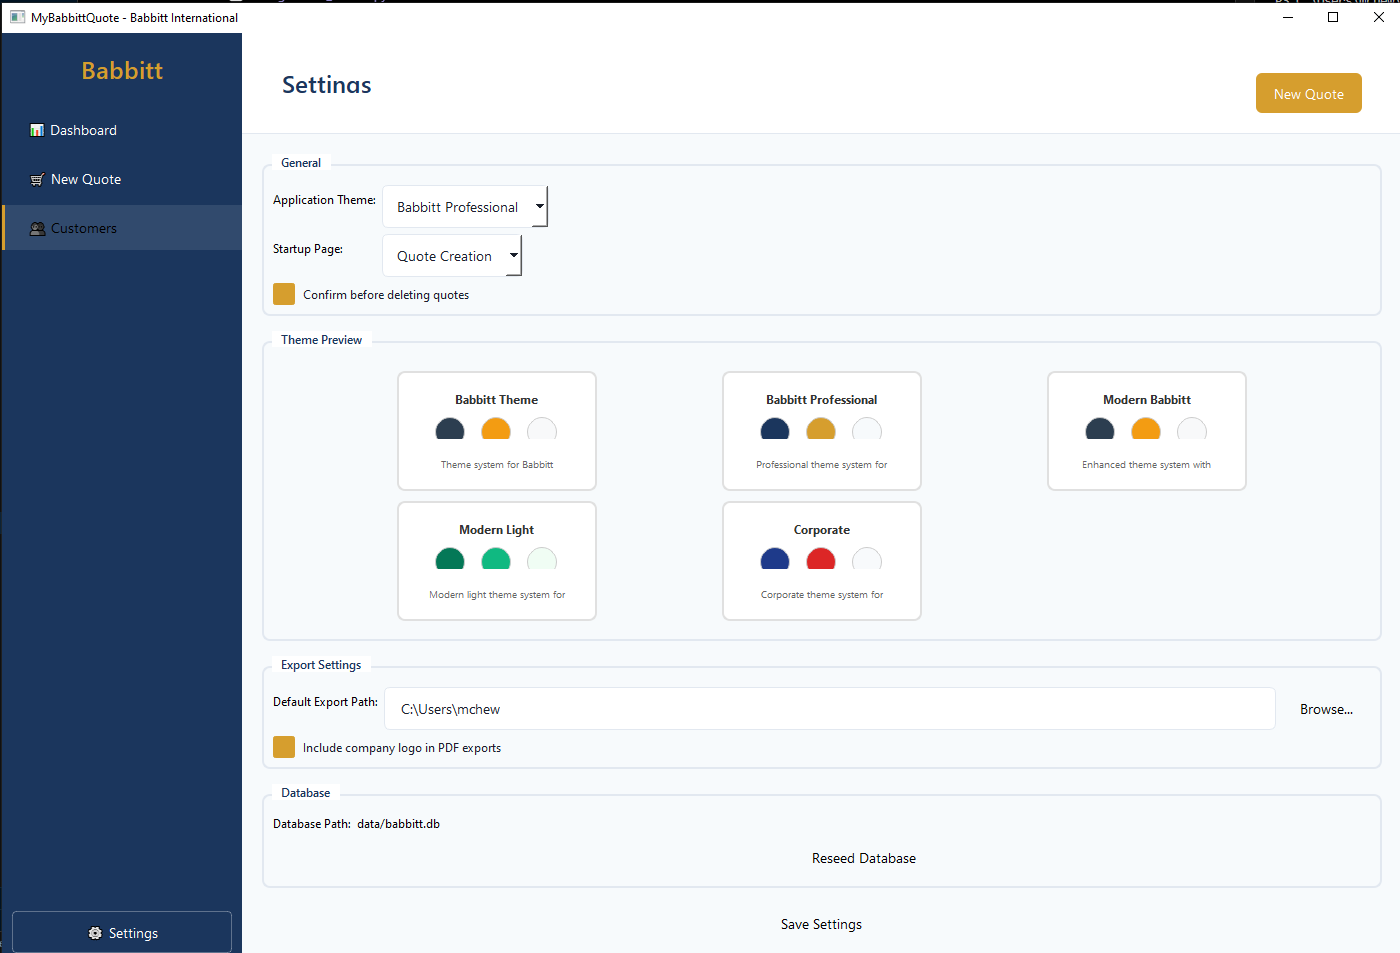 MyBabbittQuote - Babbitt International
Babbitt
Dashboard
New Quote
Customers
Settings
Settings
New Quote
General
Application Theme: Babbitt Professional
Startup Page: Quote Creation
Confirm before deleting quotes
Theme Preview
Babbitt Theme
Theme system for Babbitt
Babbitt Professional
Professional theme system for
Modern Babbitt
Enhanced theme system with
Modern Light
Modern light theme system for
Corporate
Corporate theme system for
Export Settings
Default Export Path: C:\Users\mchew Browse...
Include company logo in PDF exports
Database
Database Path: data/babbitt.db
Reseed Database
Save Settings